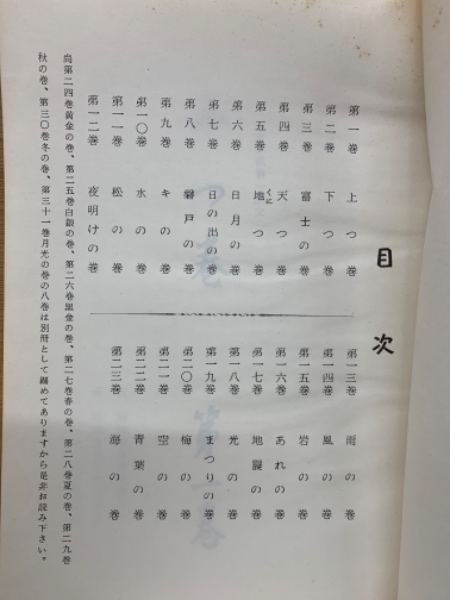 目次
第一巻 上つ巻
第二巻 下つ巻
第三巻 富士の巻
第四巻 天つ巻
第五巻 地つ巻
くに
第六巻 日月の巻
第七巻 日の出の巻
第八巻 磐戸の巻
第九巻 キの巻
第一〇巻 水の巻
第一一巻 松の巻
第一二巻 夜明けの巻
第一三巻 雨の巻
第一四巻 風の巻
第一五巻 岩の巻
第一六巻 あれの巻
第一七巻 地震の巻
第一八巻 光の巻
第一九巻 まつりの巻
第二〇巻 梅の巻
第二一巻 空の巻
第二二巻 青葉の巻
第二三巻 海の巻
尚第二四巻黄金の巻、第二五巻白銀の巻、第二六巻黒金の巻、第二七巻春の巻、第二八巻夏の巻、第二九巻
秋の巻、第三〇巻冬の巻、第三十一巻月光の巻の八巻は別冊として纏めてありますから是非お読み下さい。